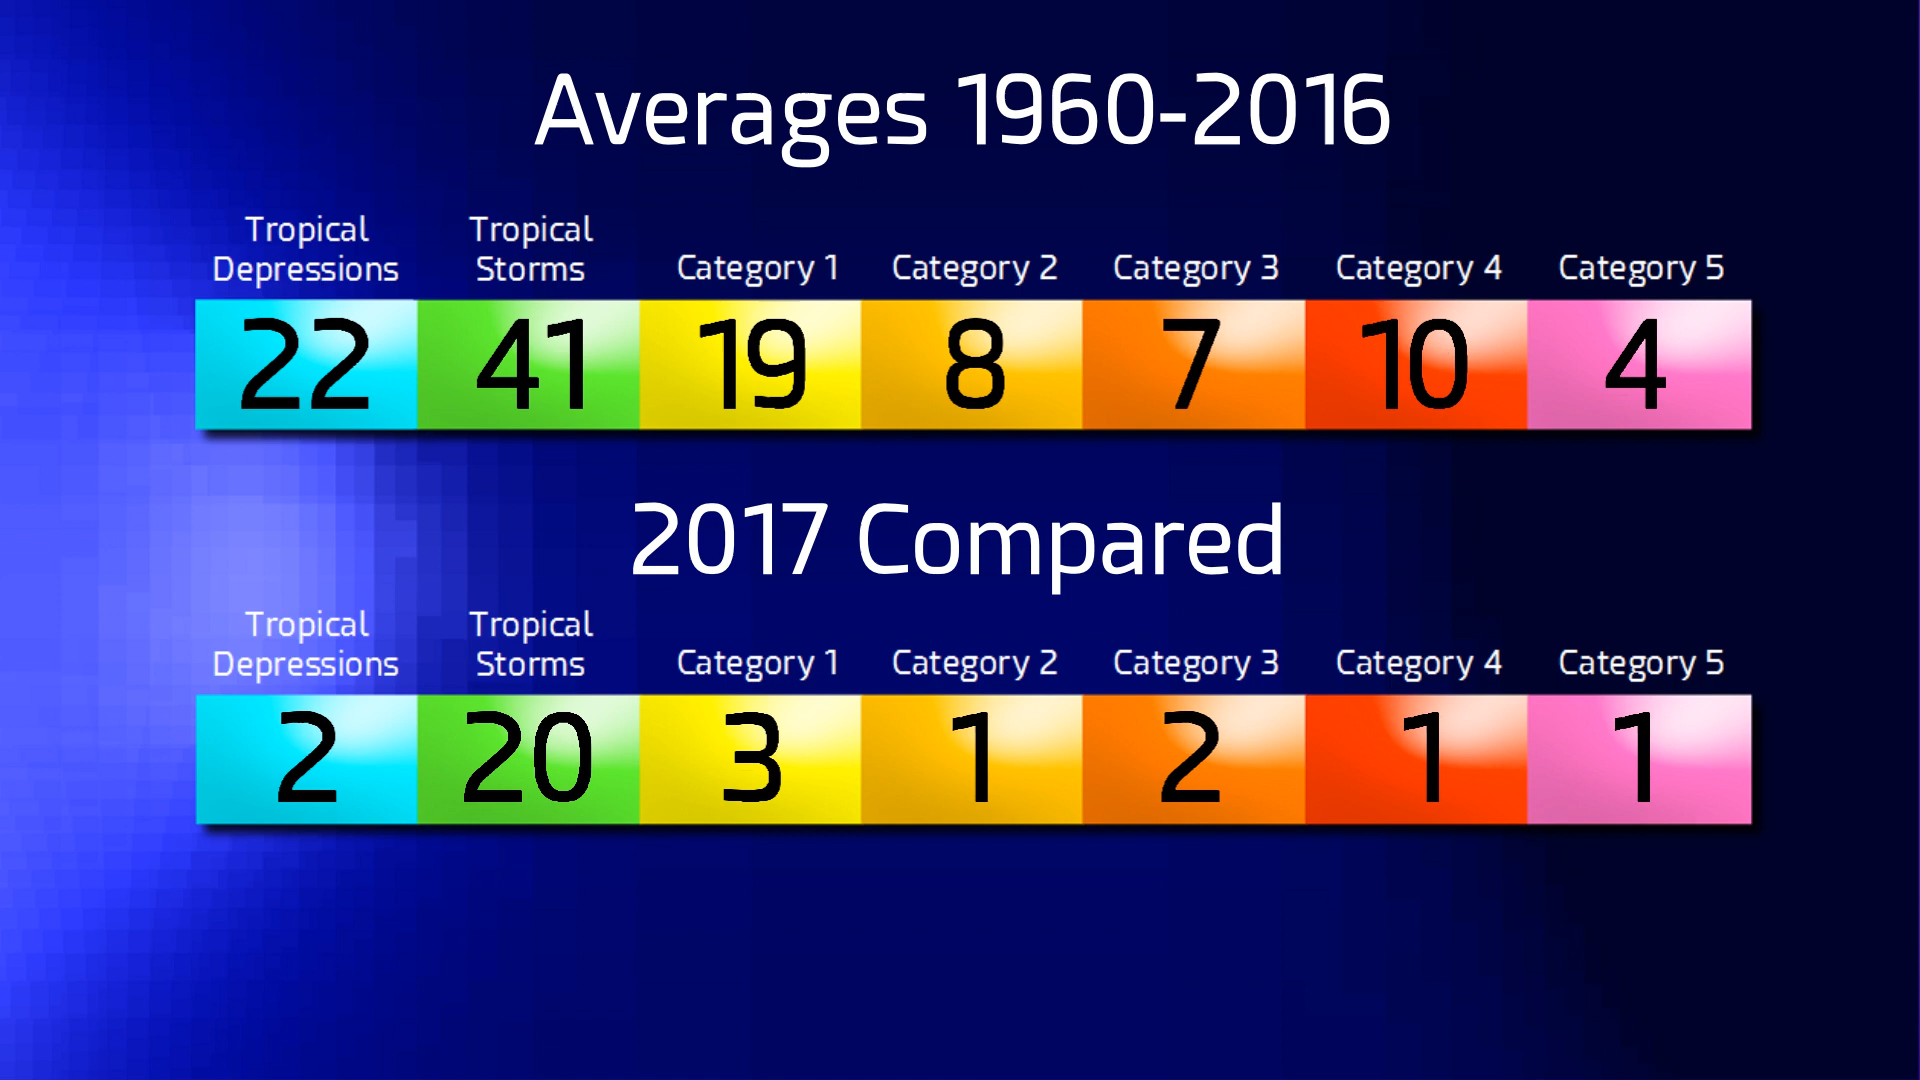 Averages 1960-2016
Tropical Depressions
Tropical Storms
Category 1
Category 2
Category 3
Category 4
Category 5
22 41 19 8 7 10 4
2017 Compared
Tropical Depressions
Tropical Storms
Category 1
Category 2
Category 3
Category 4
Category 5
2 20 3 1 2 1 1